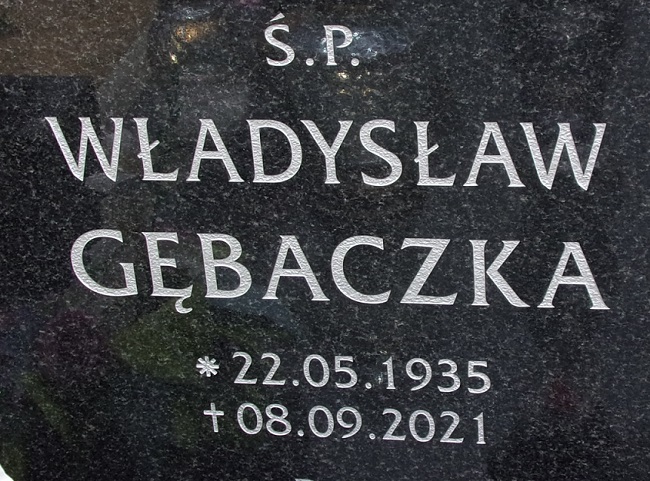 Ś.P.
WŁADYSŁAW
GĘBACZKA
* 22.05.1935
† 08.09.2021